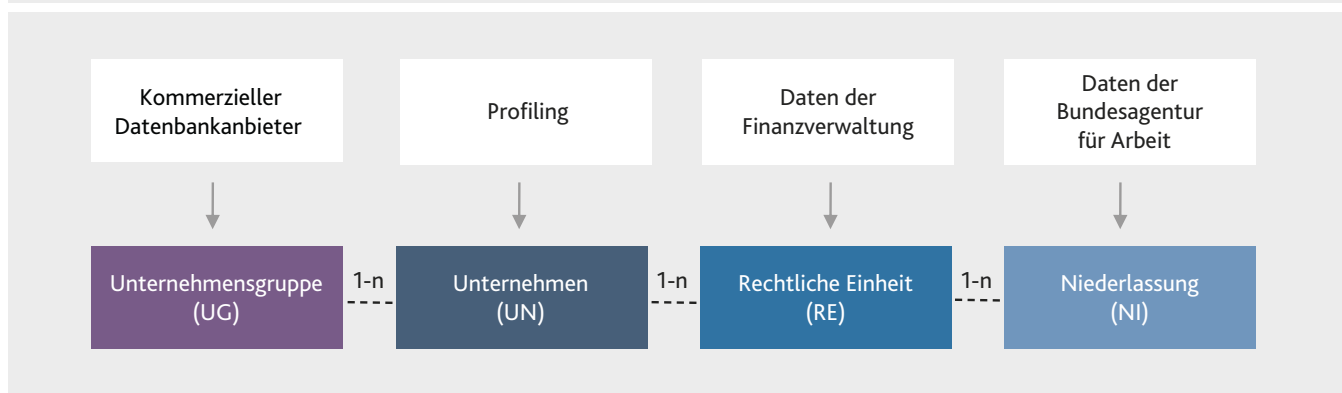 Kommerzieller
Datenbankanbieter
Profiling
Daten der
Finanzverwaltung
Daten der
Bundesagentur
für Arbeit
Unternehmensgruppe
(UG)
1-n
Unternehmen
(UN)
1-n
Rechtliche Einheit
(RE)
1-n
Niederlassung
(NI)